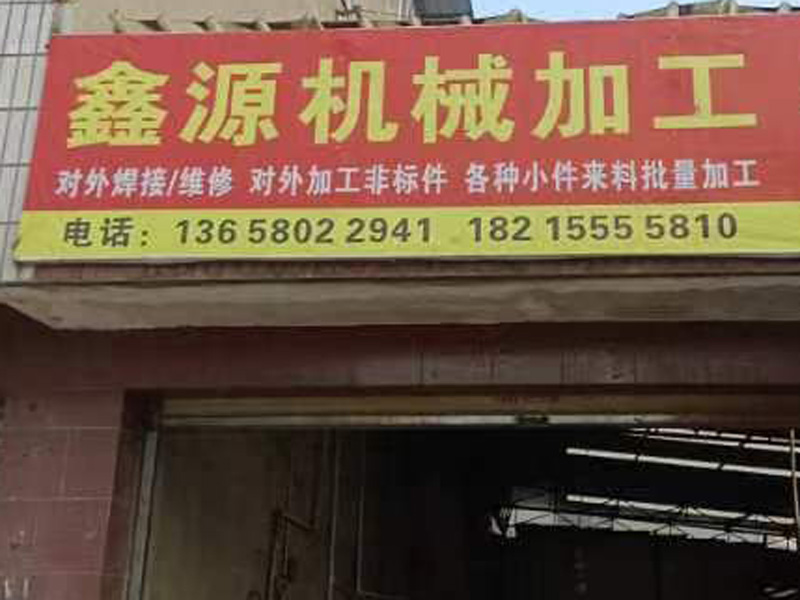 鑫源机械加工
对外焊接/维修 对外加工非标件 各种小件来料批量加工
电话：136 5802 2941 182 1555 5810